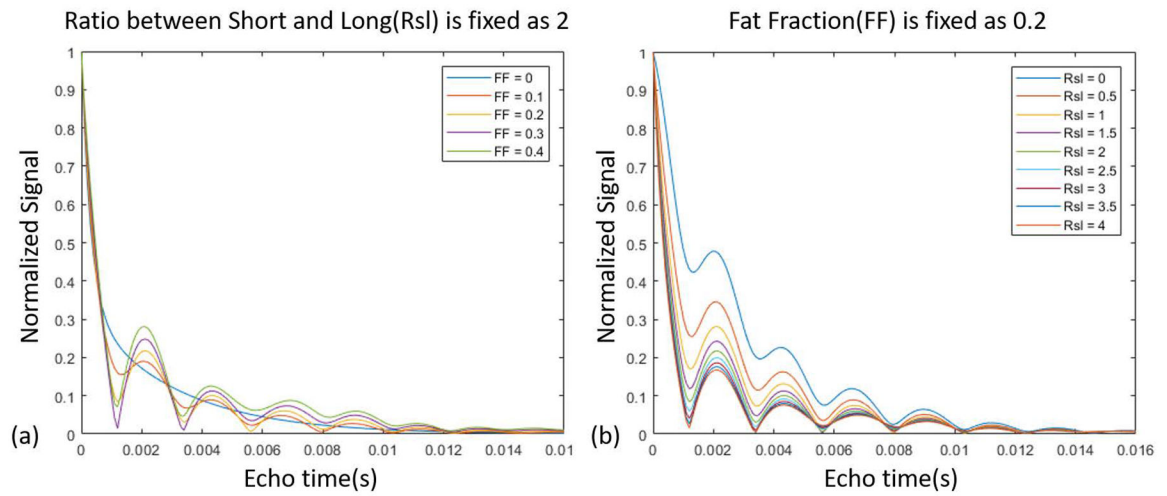 Ratio between Short and Long(Rsl) is fixed as 2
1
0.9
0.8
0.7
0.6
0.5
0.4
0.3
0.2
0.1
0
Normalized Signal
FF = 0
FF = 0.1
FF = 0.2
FF = 0.3
FF = 0.4
0 0.002 0.004 0.006 0.008 0.01 0.012 0.014 0.01
(a)
Echo time(s)
Fat Fraction(FF) is fixed as 0.2
1
0.9
0.8
0.7
0.6
0.5
0.4
0.3
0.2
0.1
0
Normalized Signal
Rsl = 0
Rsl = 0.5
Rsl = 1
Rsl = 1.5
Rsl = 2
Rsl = 2.5
Rsl = 3
Rsl = 3.5
Rsl = 4
0 0.002 0.004 0.006 0.008 0.01 0.012 0.014 0.016
(b)
Echo time(s)